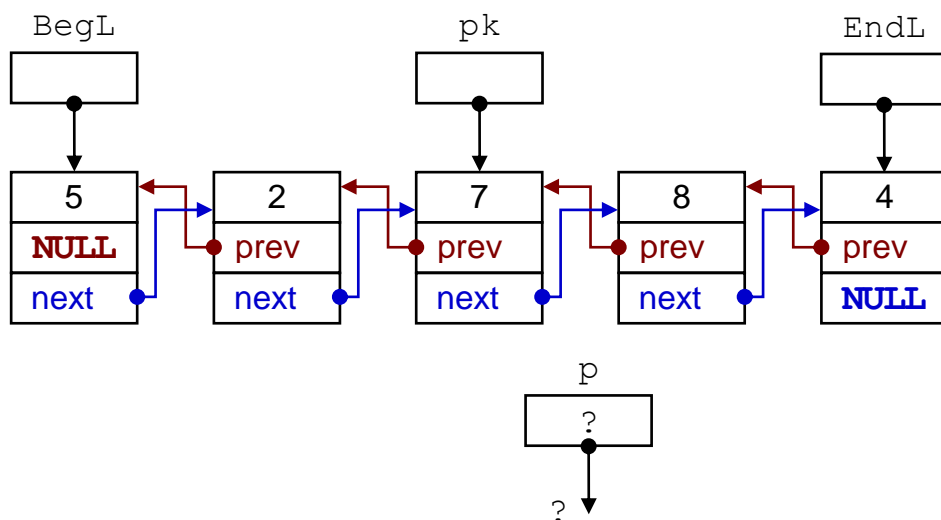 BegL pk EndL
5 2 7 8 4
NULL prev prev prev prev
next next next next NULL
p
?
?